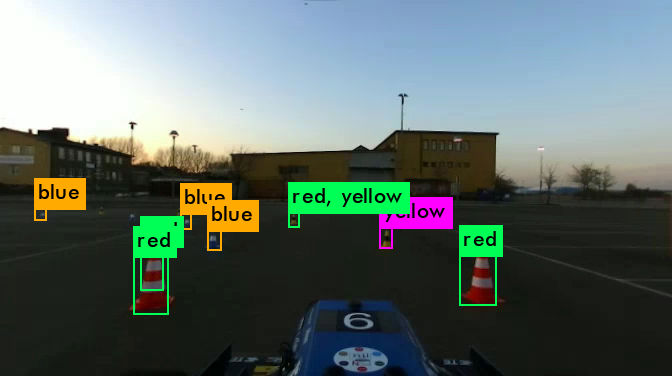 blue
blue
blue
red, yellow
yellow
red
red
6